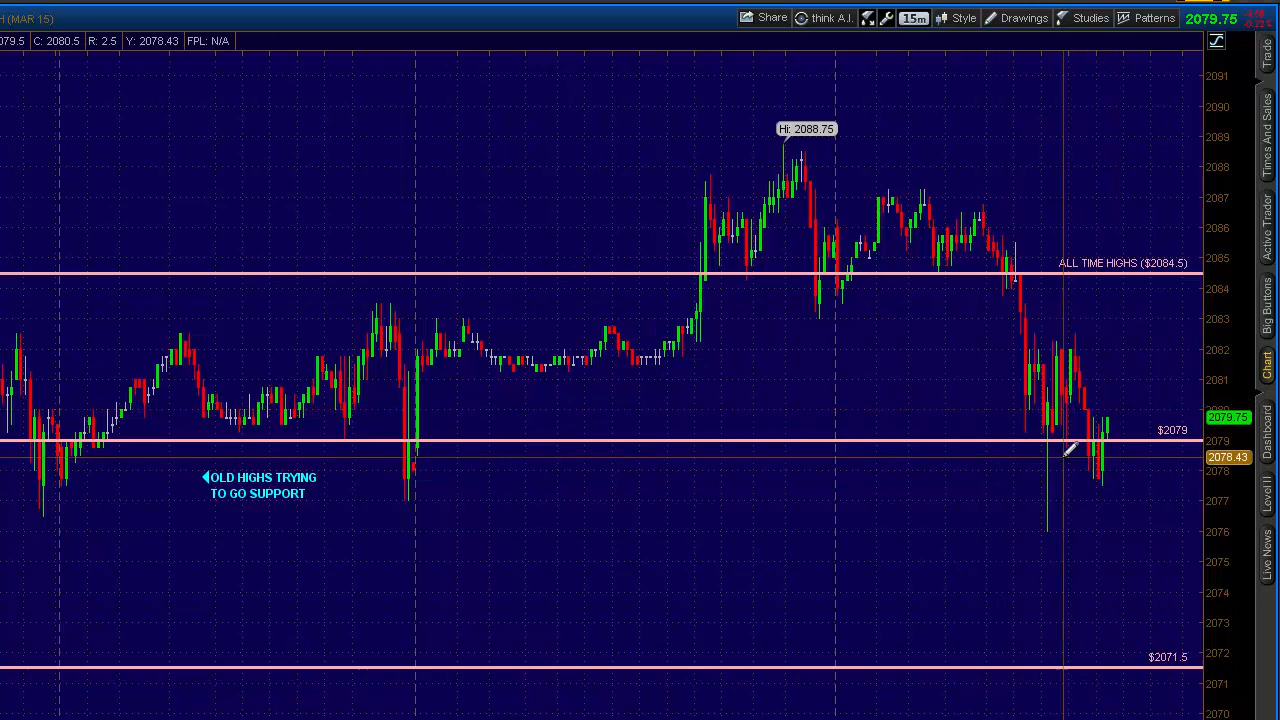 H (MAR 15)
Share
think A.I.
15m
Style
Drawings
Studies
Patterns
2079.75
079.5
C: 2080.5
R: 2.5
Y: 2078.43
FPL: N/A
2091
2090
2089
2088
2087
2086
2085
2084
2083
2082
2081
2079.75
2079
2078.43
2078
2077
2076
2075
2074
2073
2072
2071
2070
Hi: 2088.75
ALL TIME HIGHS ($2084.5)
$2079
OLD HIGHS TRYING
TO GO SUPPORT
$2071.5
Trade
Times And Sales
Active Trader
Big Buttons
Chart
Dashboard
Level II
Live News